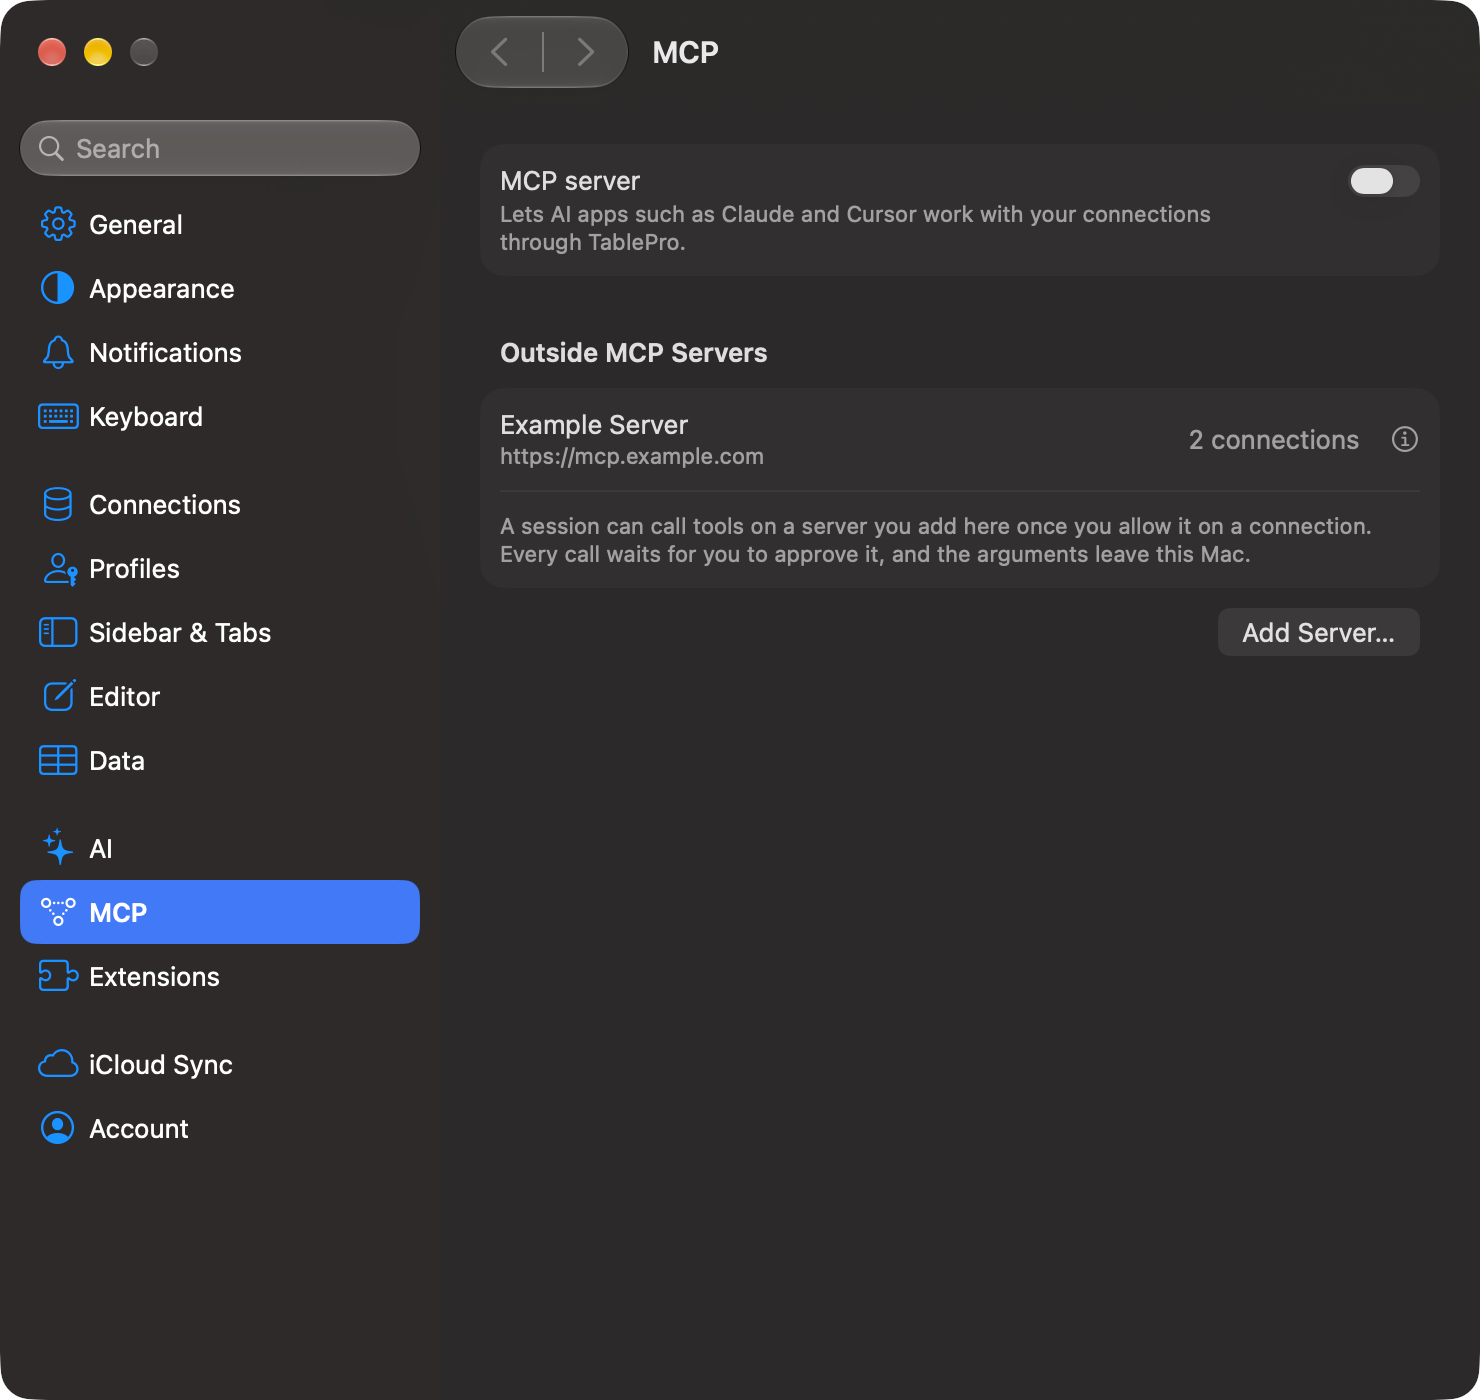 MCP
Search
General
Appearance
Notifications
Keyboard
Connections
Profiles
Sidebar & Tabs
Editor
Data
AI
MCP
Extensions
iCloud Sync
Account
MCP server
Lets AI apps such as Claude and Cursor work with your connections
through TablePro.
Outside MCP Servers
Example Server
https://mcp.example.com
2 connections
A session can call tools on a server you add here once you allow it on a connection.
Every call waits for you to approve it, and the arguments leave this Mac.
Add Server...